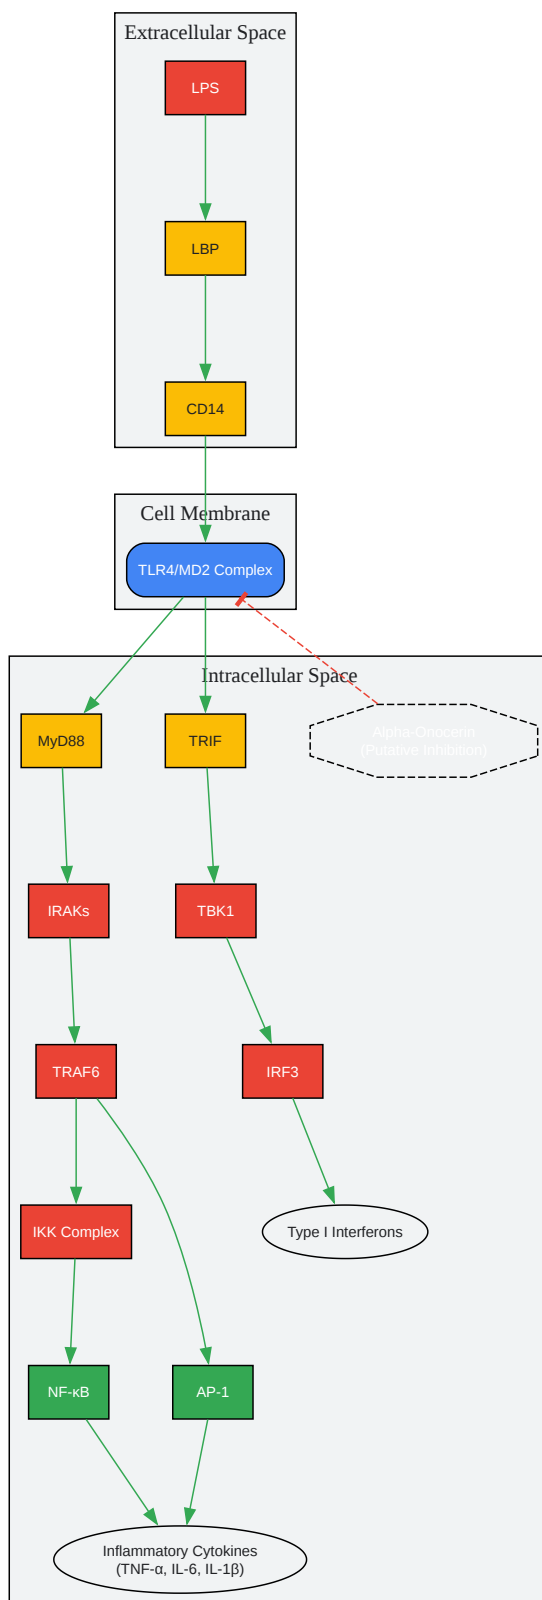 Extracellular Space
LPS
LBP
CD14
Cell Membrane
TLR4/MD2 Complex
Intracellular Space
MyD88
TRIF
Alpha-Onocerin
(Putative Inhibition)
IRAKs
TBK1
TRAF6
IRF3
IKK Complex
Type I Interferons
NF-κB
AP-1
Inflammatory Cytokines
(TNF-α, IL-6, IL-1β)